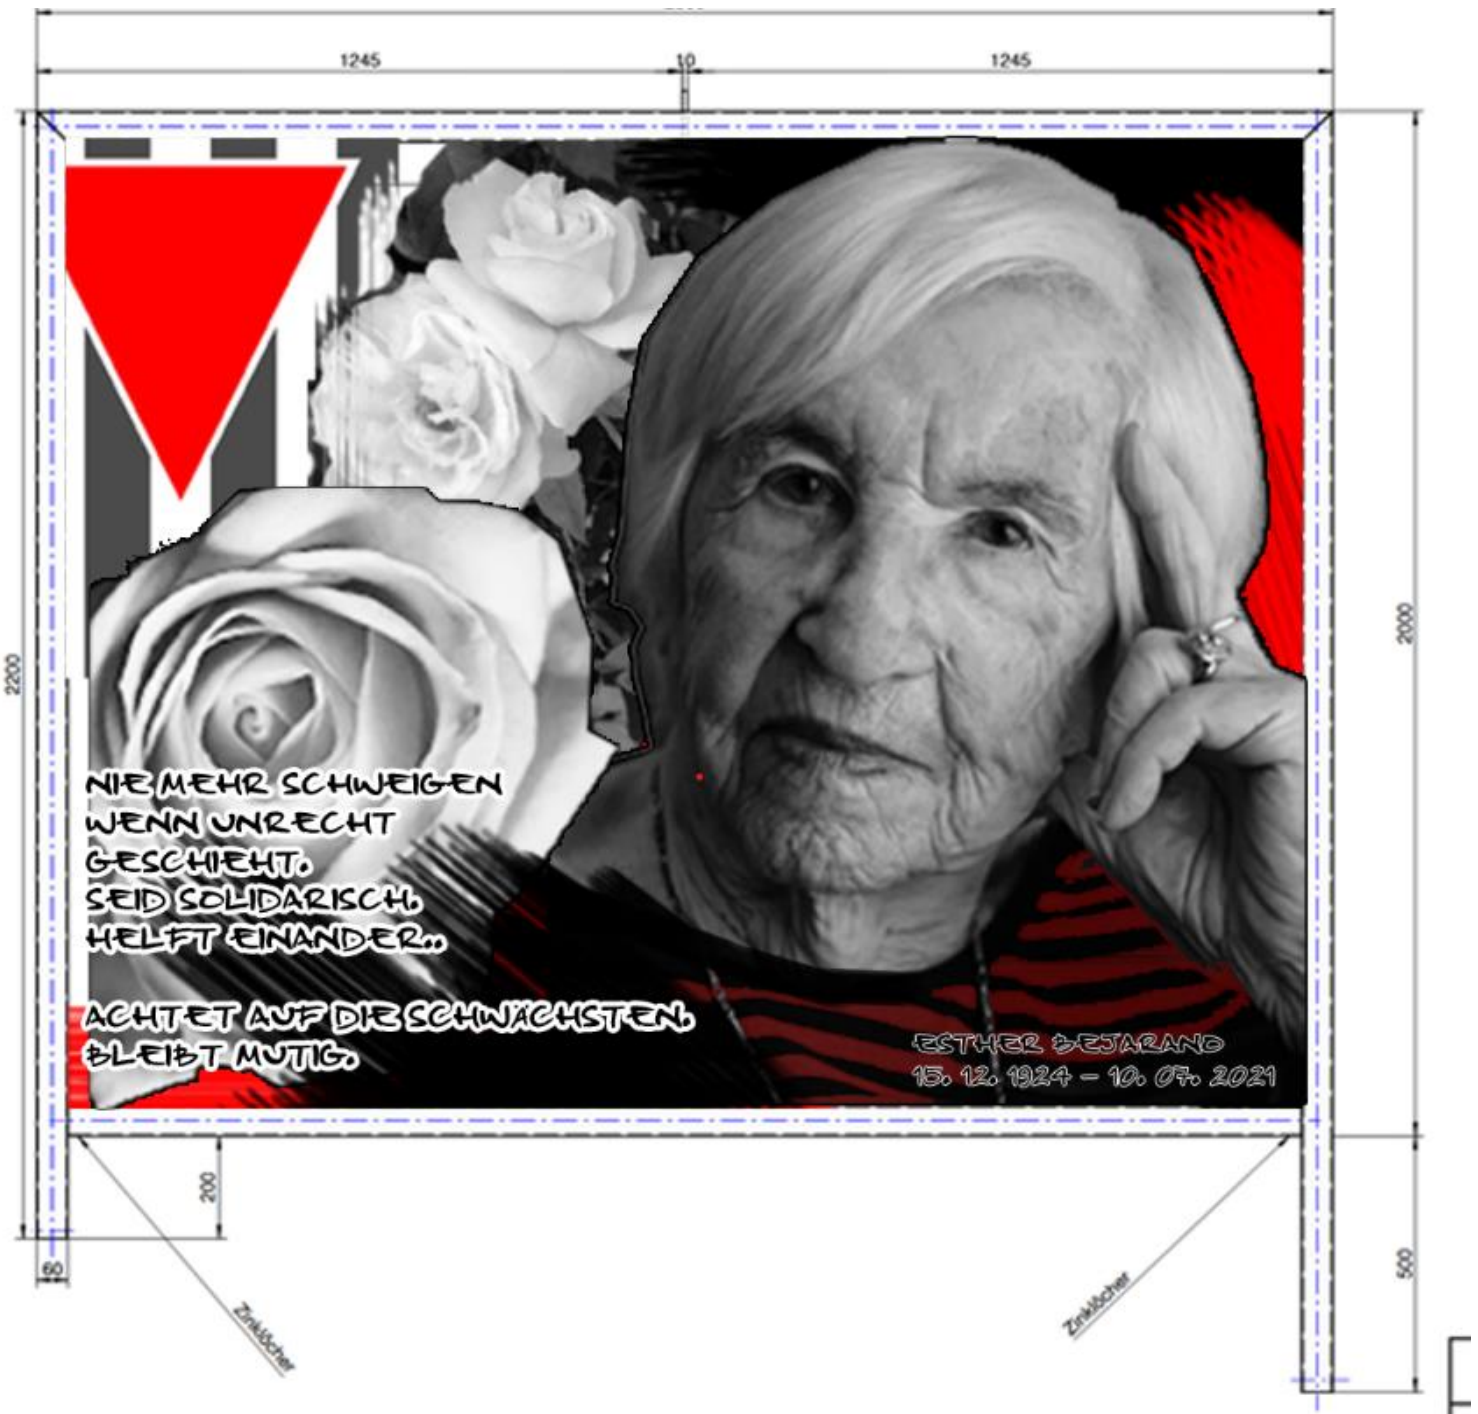 1245
10
1245
2200
2000
NIE MEHR SCHWEIGEN
WENN UNRECHT
GESCHIEHT.
SEID SOLIDARISCH.
HELFT EINANDER..
ACHTET AUF DIE SCHWÄCHSTEN.
BLEIBT MUTIG.
ESTHER BEJARANO
15. 12. 1924 – 10. 07. 2021
200
60
500
Zinklöcher
Zinklöcher